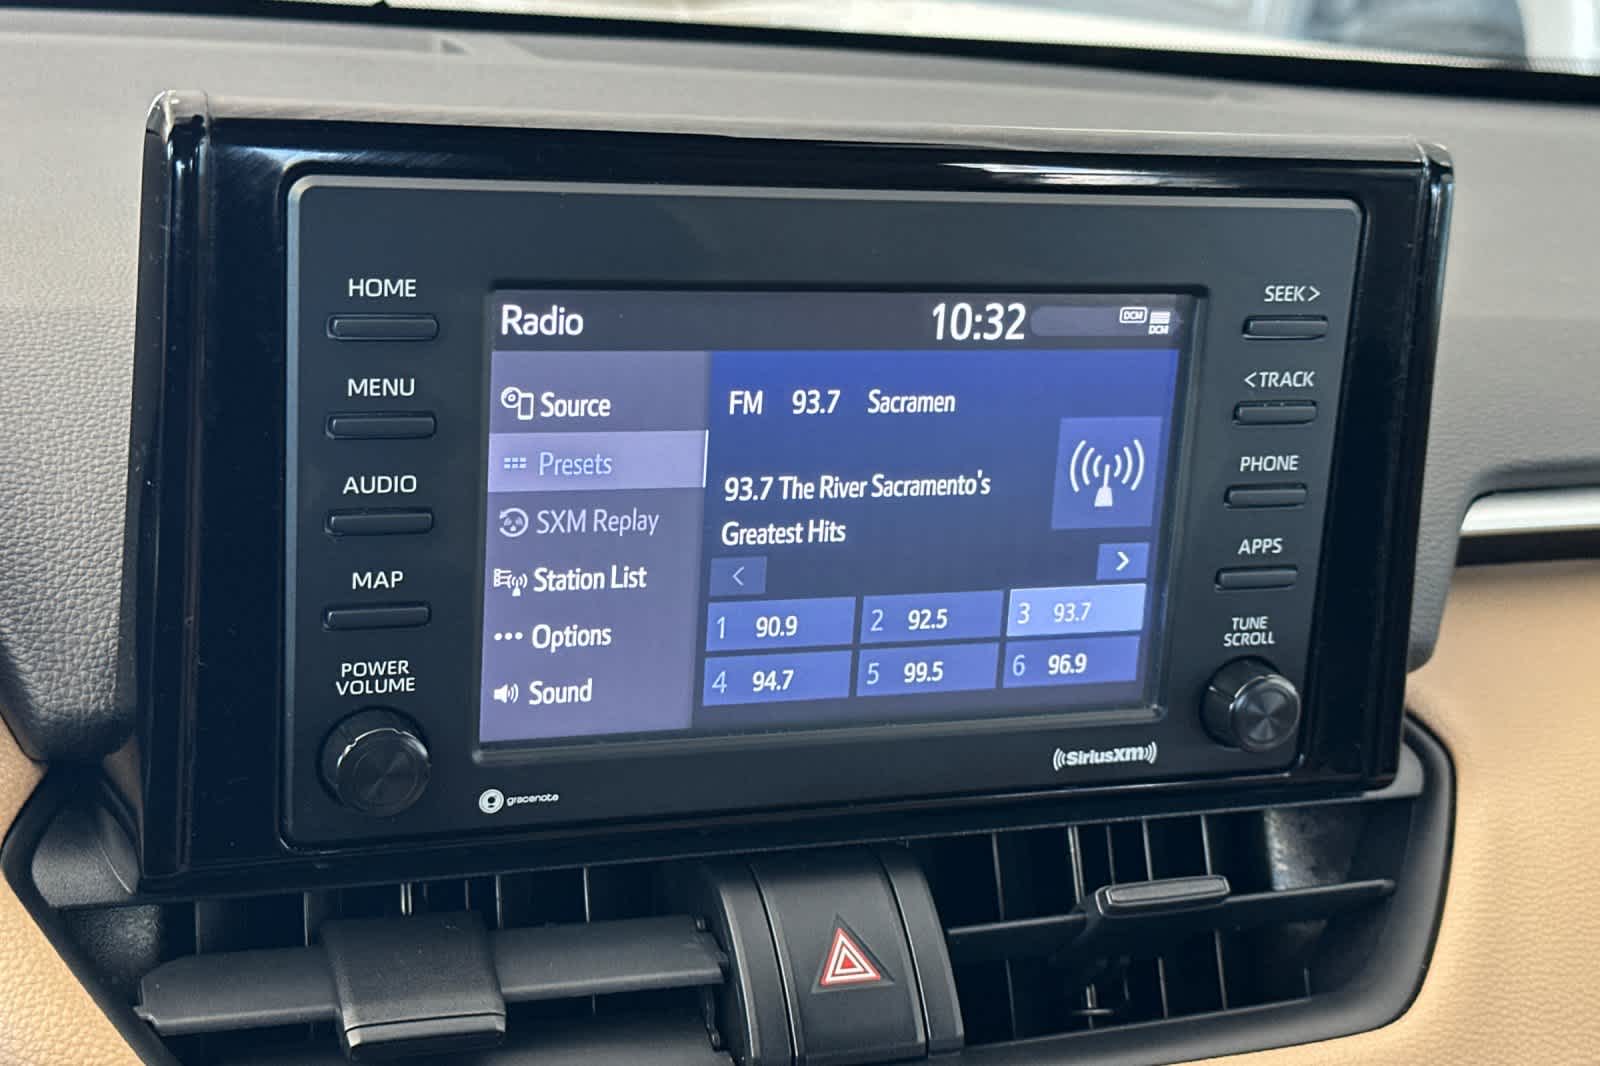 HOME
MENU
AUDIO
MAP
POWER
VOLUME
Radio
10:32
DCM
DCM
Source
Presets
SXM Replay
Station List
Options
Sound
FM 93.7 Sacramen
93.7 The River Sacramento's
Greatest Hits
<
>
1 90.9
2 92.5
3 93.7
4 94.7
5 99.5
6 96.9
SEEK>
<TRACK
PHONE
APPS
TUNE
SCROLL
gracenote
((SiriusXM))